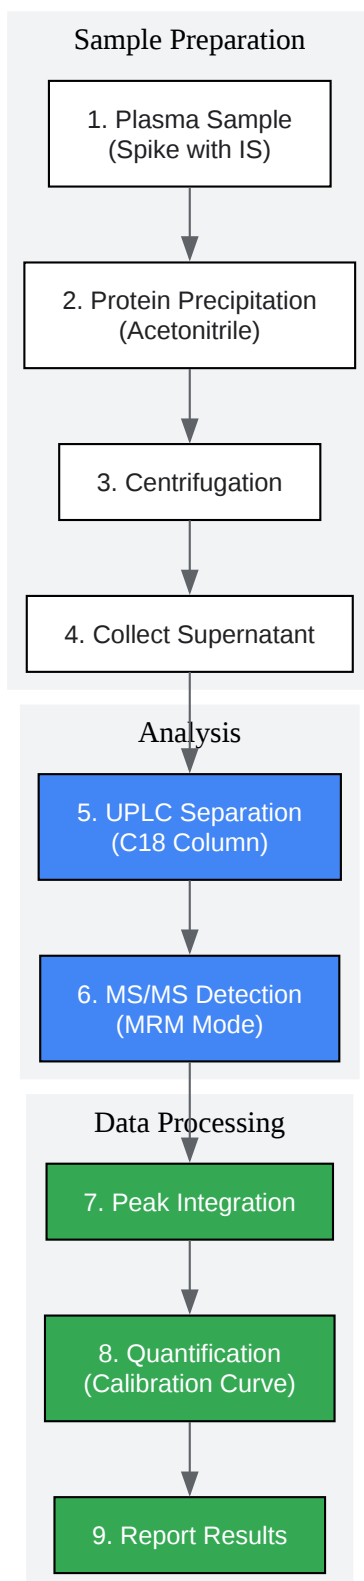 Sample Preparation
1. Plasma Sample
(Spike with IS)
2. Protein Precipitation
(Acetonitrile)
3. Centrifugation
4. Collect Supernatant
Analysis
5. UPLC Separation
(C18 Column)
6. MS/MS Detection
(MRM Mode)
Data Processing
7. Peak Integration
8. Quantification
(Calibration Curve)
9. Report Results